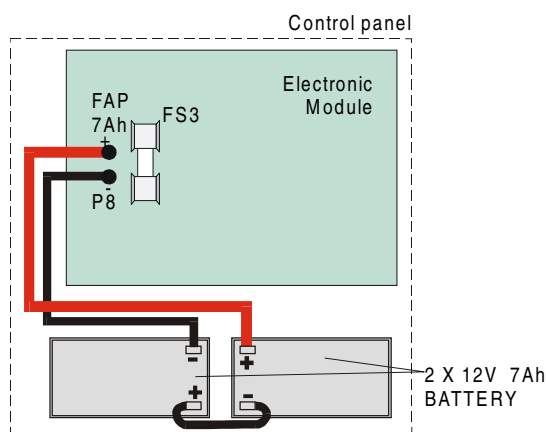 Control panel
Electronic
Module
FAP
7Ah
FS3
+
-
P8
- +
+ -
2 X 12V 7Ah
BATTERY